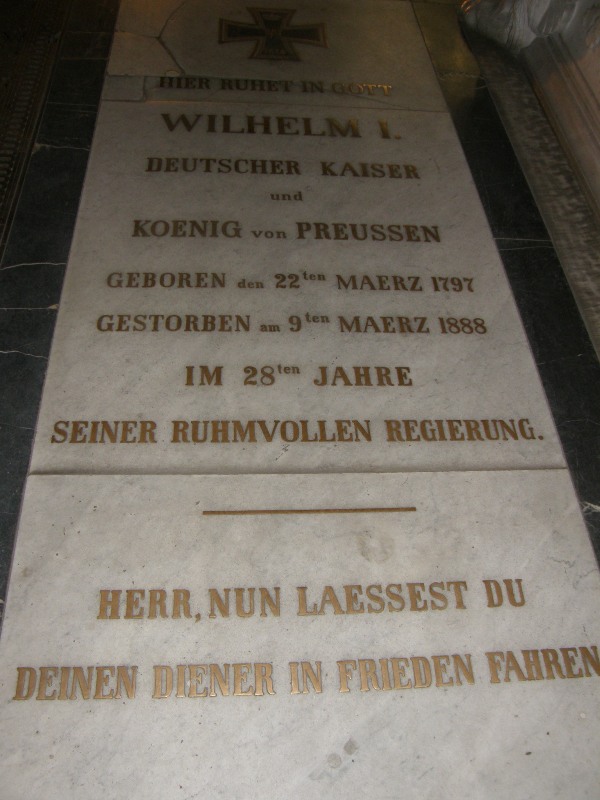 HIER RUHET IN GOTT
WILHELM I.
DEUTSCHER KAISER
und
KOENIG von PREUSSEN
GEBOREN den 22ten MAERZ 1797
GESTORBEN am 9ten MAERZ 1888
IM 28ten JAHRE
SEINER RUHMVOLLEN REGIERUNG.
HERR, NUN LAESSEST DU
DEINEN DIENER IN FRIEDEN FAHREN